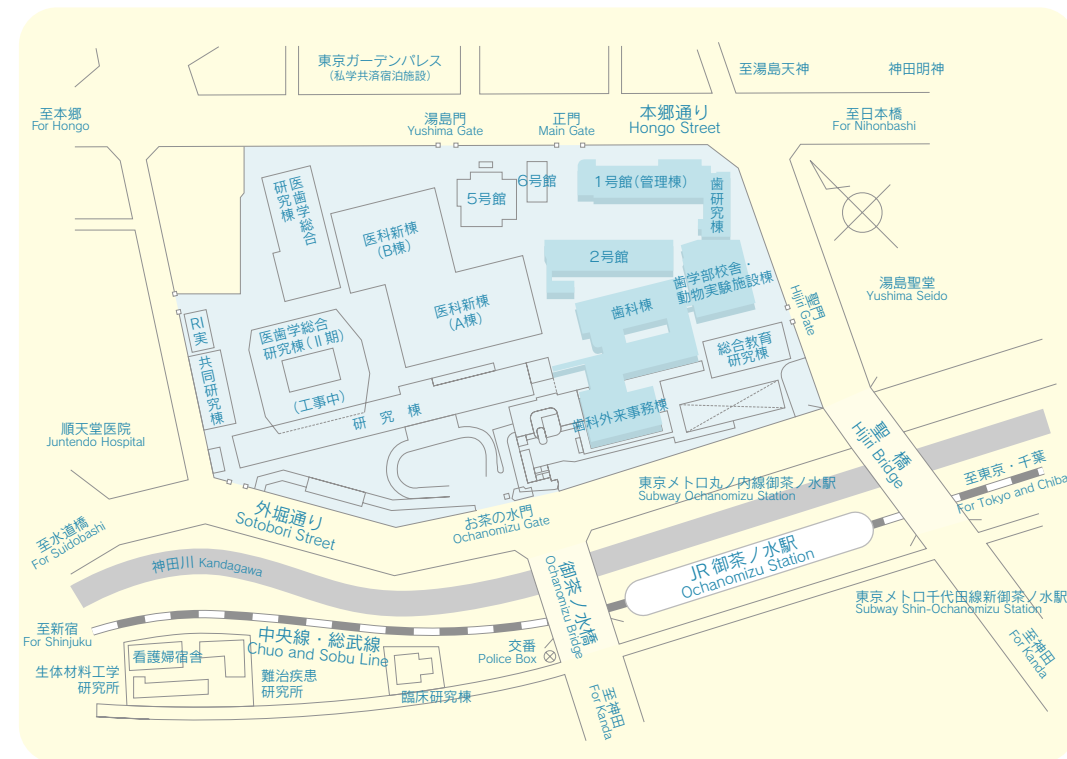 東京ガーデンパレス
（私学共済宿泊施設）
至湯島天神
神田明神
至本郷
For Hongo
湯島門
Yushima Gate
正門
Main Gate
本郷通り
Hongo Street
至日本橋
For Nihonbashi
医歯学総合
研究棟
5号館
6号館
1号館（管理棟）
歯研究棟
医科新棟
（B棟）
2号館
歯学部校舎・
動物実験施設棟
湯島聖堂
Yushima Seido
聖門
Hijiri Gate
医科新棟
（A棟）
歯科棟
RI
実
医歯学総合
研究棟（Ⅱ期）
（工事中）
共同研究棟
総合教育
研究棟
研究棟
歯科外来事務棟
順天堂医院
Juntendo Hospital
聖橋
Hijiri Bridge
至東京・千葉
For Tokyo and Chiba
東京メトロ丸ノ内線御茶ノ水駅
Subway Ochanomizu Station
外堀通り
Sotobori Street
お茶の水門
Ochanomizu Gate
至水道橋
For Suidobashi
神田川 Kandagawa
御茶ノ水橋
Ochanomizu Bridge
JR 御茶ノ水駅
Ochanomizu Station
東京メトロ千代田線新御茶ノ水駅
Subway Shin-Ochanomizu Station
至新宿
For Shinjuku
中央線・総武線
Chuo and Sobu Line
交番
Police Box
至神田
For Kanda
看護婦宿舎
生体材料工学
研究所
難治疾患
研究所
臨床研究棟
至神田
For Kanda